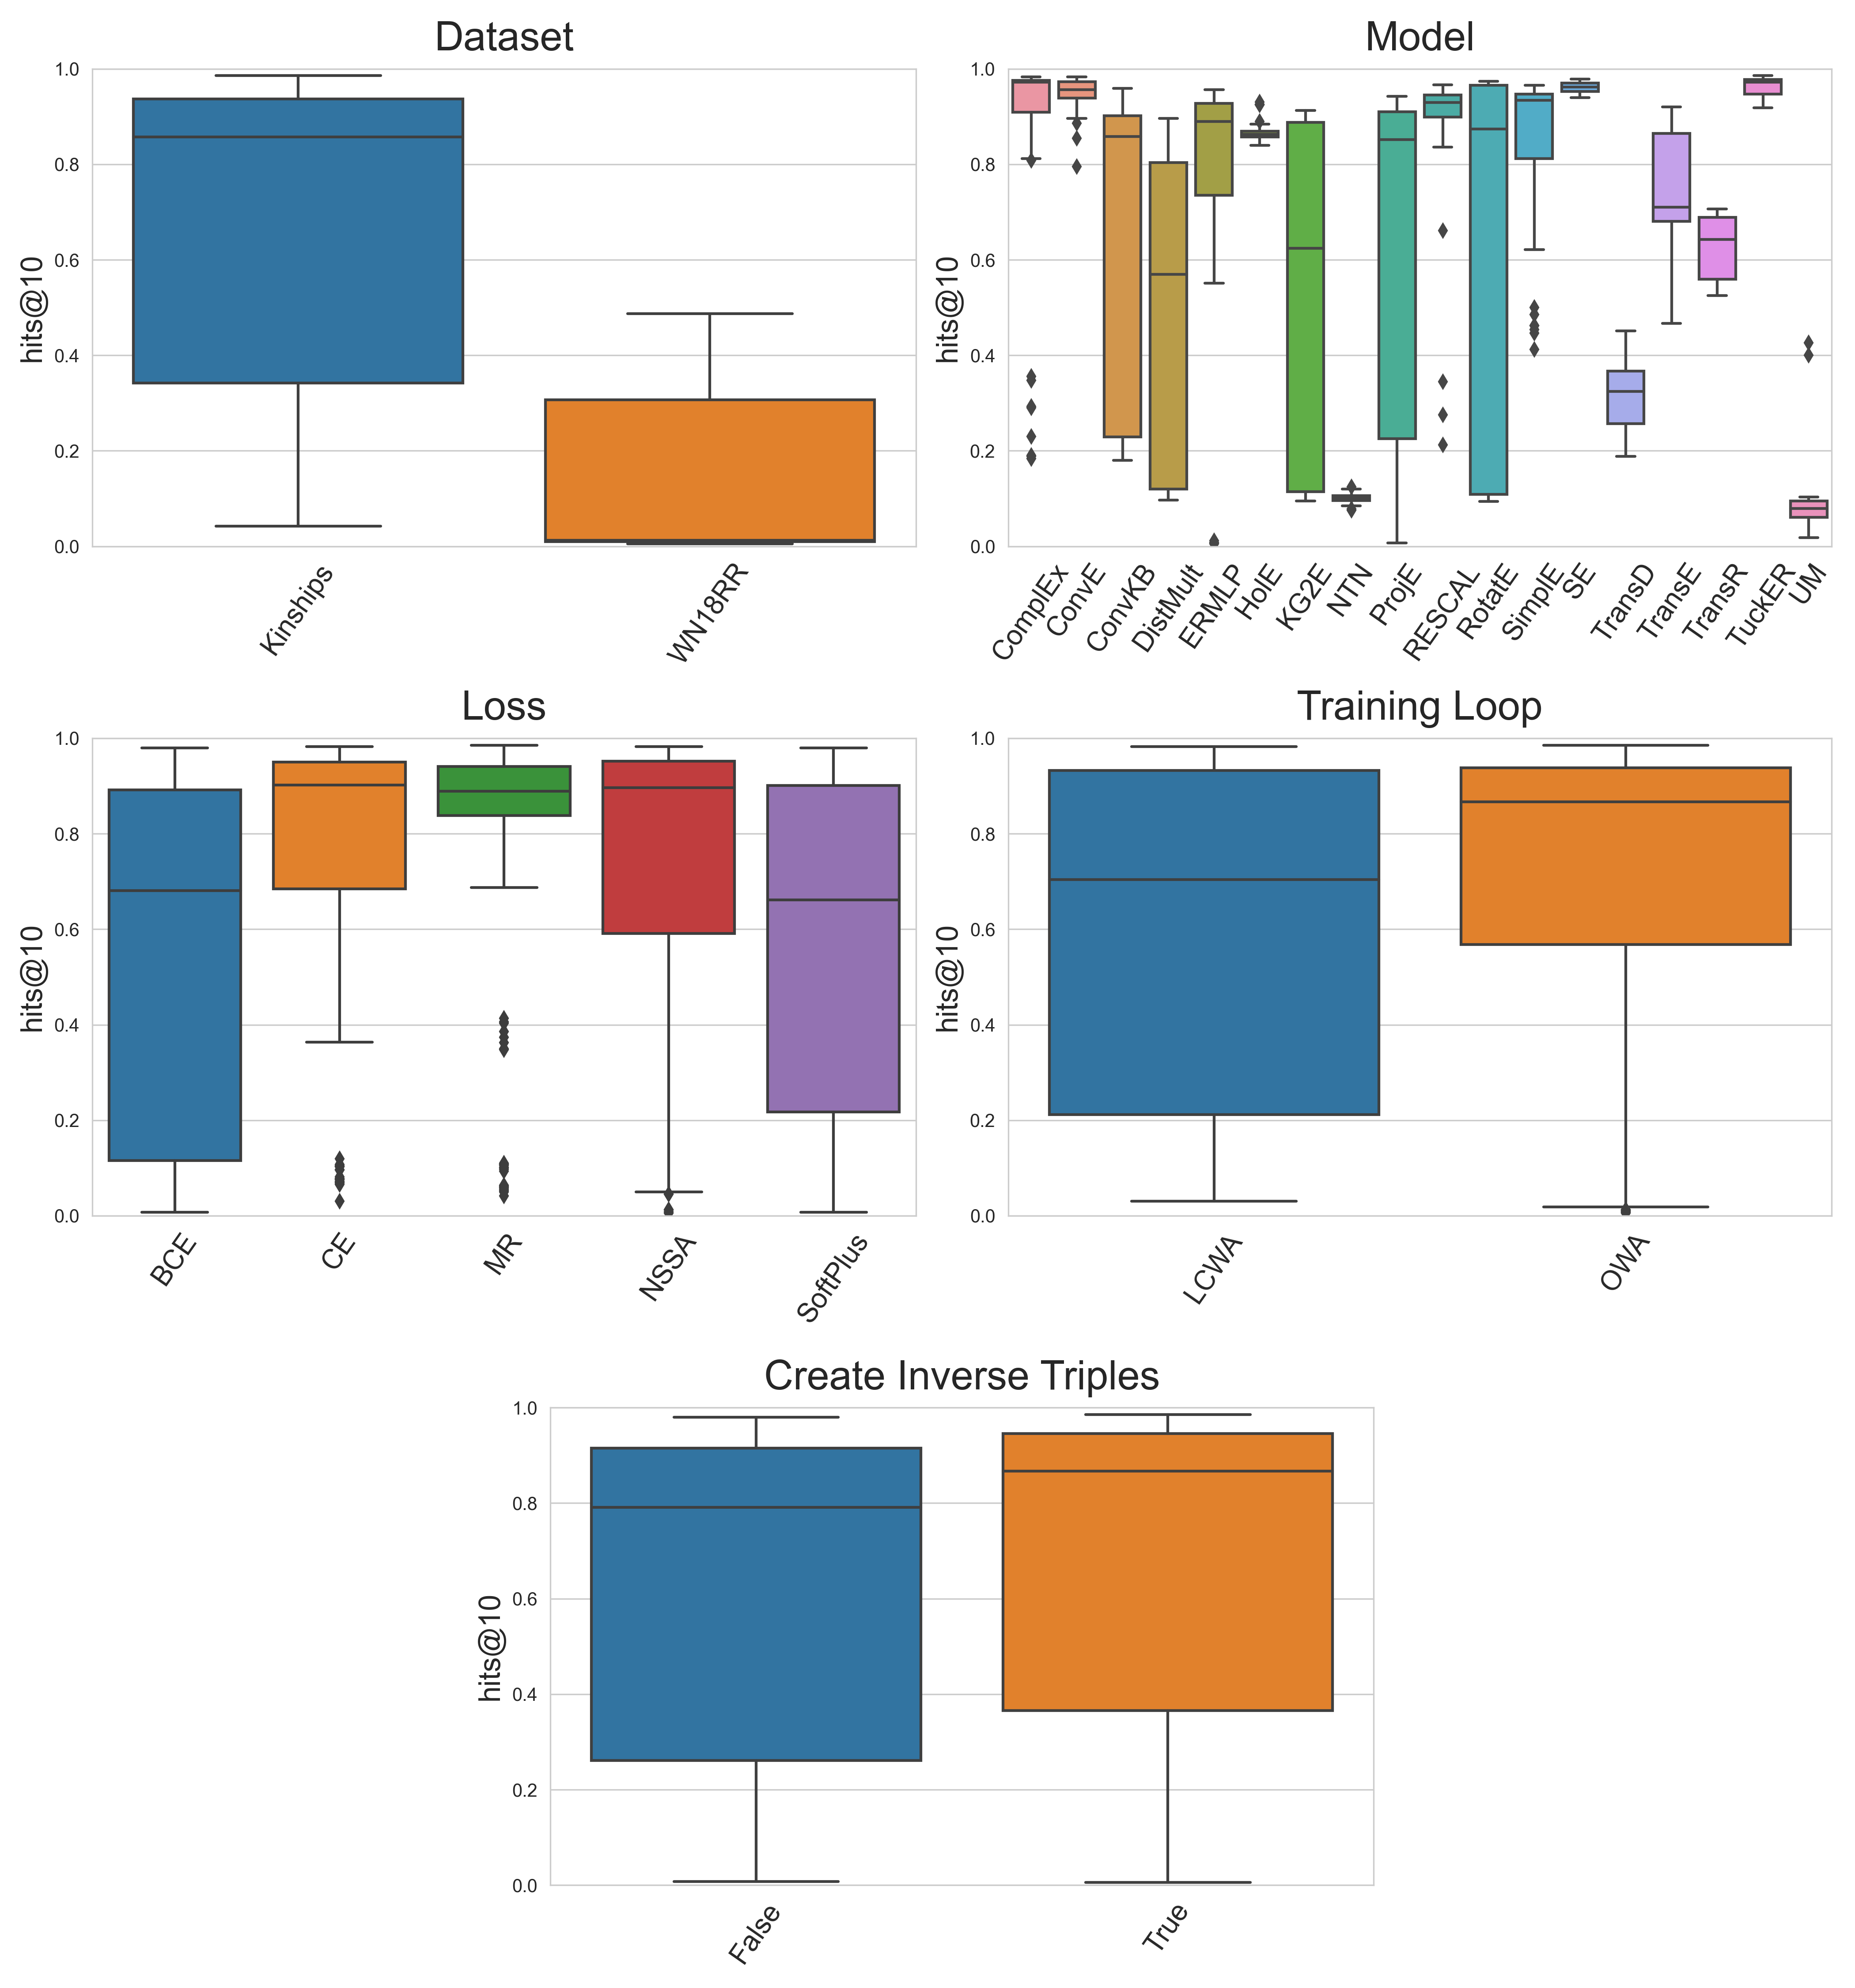 Dataset
hits@10
1.0
0.8
0.6
0.4
0.2
0.0
Kinships
WN18RR
Model
hits@10
1.0
0.8
0.6
0.4
0.2
0.0
ComplEx
ConvE
ConvKB
DistMult
ERMLP
HolE
KG2E
NTN
ProjE
RESCAL
RotatE
SimplE
SE
TransD
TransE
TransR
TuckER
UM
Loss
hits@10
1.0
0.8
0.6
0.4
0.2
0.0
BCE
CE
MR
NSSA
SoftPlus
Training Loop
hits@10
1.0
0.8
0.6
0.4
0.2
0.0
LCWA
OWA
Create Inverse Triples
hits@10
1.0
0.8
0.6
0.4
0.2
0.0
False
True